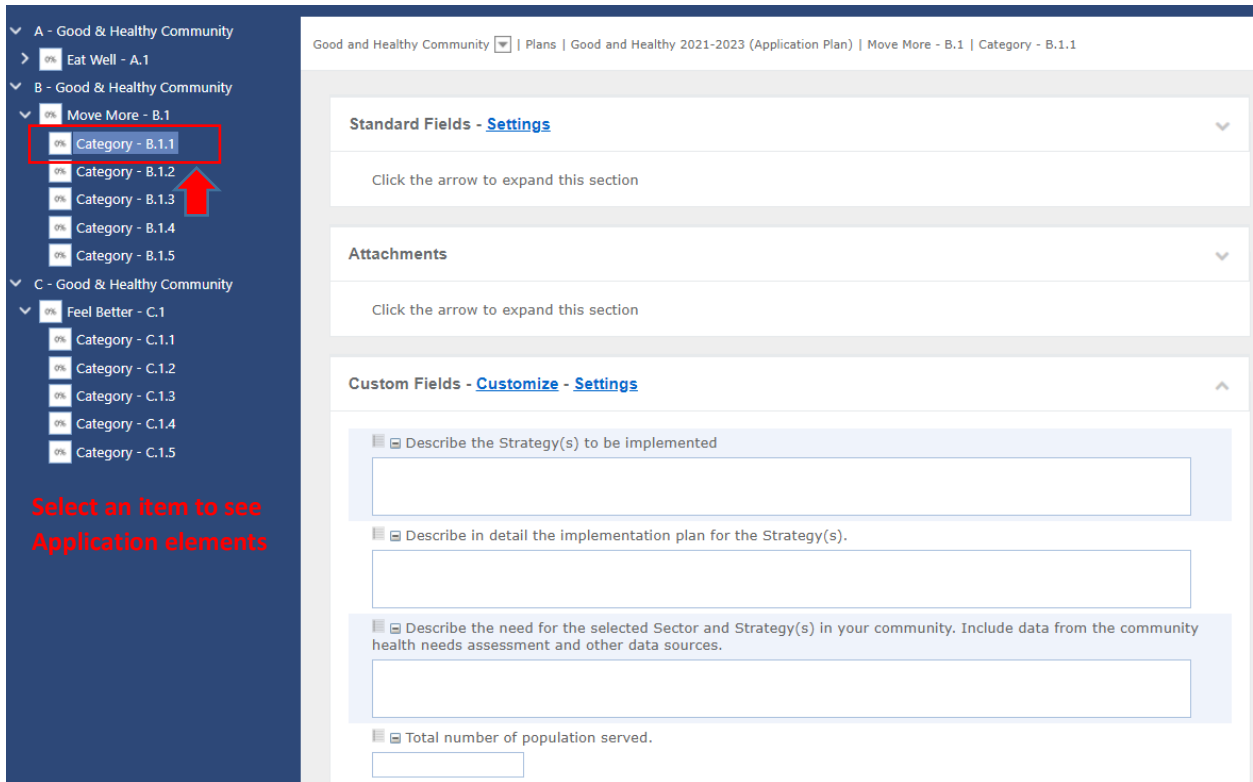 A - Good & Healthy Community
0% Eat Well - A.1
B - Good & Healthy Community
0% Move More - B.1
0% Category - B.1.1
0% Category - B.1.2
0% Category - B.1.3
0% Category - B.1.4
0% Category - B.1.5
C - Good & Healthy Community
0% Feel Better - C.1
0% Category - C.1.1
0% Category - C.1.2
0% Category - C.1.3
0% Category - C.1.4
0% Category - C.1.5
Select an item to see
Application elements
Good and Healthy Community | Plans | Good and Healthy 2021-2023 (Application Plan) | Move More - B.1 | Category - B.1.1
Standard Fields - Settings
Click the arrow to expand this section
Attachments
Click the arrow to expand this section
Custom Fields - Customize - Settings
Describe the Strategy(s) to be implemented
Describe in detail the implementation plan for the Strategy(s).
Describe the need for the selected Sector and Strategy(s) in your community. Include data from the community
health needs assessment and other data sources.
Total number of population served.